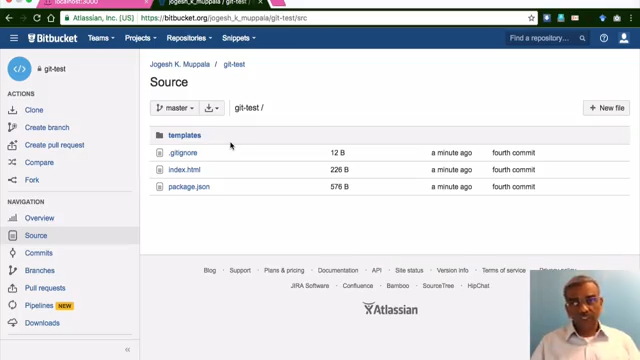 localhost:3000
jogesh_k_muppala / git-test
Atlassian, Inc. [US]
https://bitbucket.org/jogesh_k_muppala/git-test/src
Bitbucket
Teams
Projects
Repositories
Snippets
Find a repository...
git-test
Jogesh K. Muppala / git-test
Source
master
git-test /
+ New file
ACTIONS
Clone
Create branch
Create pull request
Compare
Fork
NAVIGATION
Overview
Source
Commits
Branches
Pull requests
Pipelines NEW
Downloads
templates
.gitignore 12 B a minute ago fourth commit
index.html 226 B a minute ago fourth commit
package.json 576 B a minute ago fourth commit
Blog Support Plans & pricing Documentation API Site status Version info Terms of service Privacy policy
JIRA Software Confluence Bamboo SourceTree HipChat
Atlassian